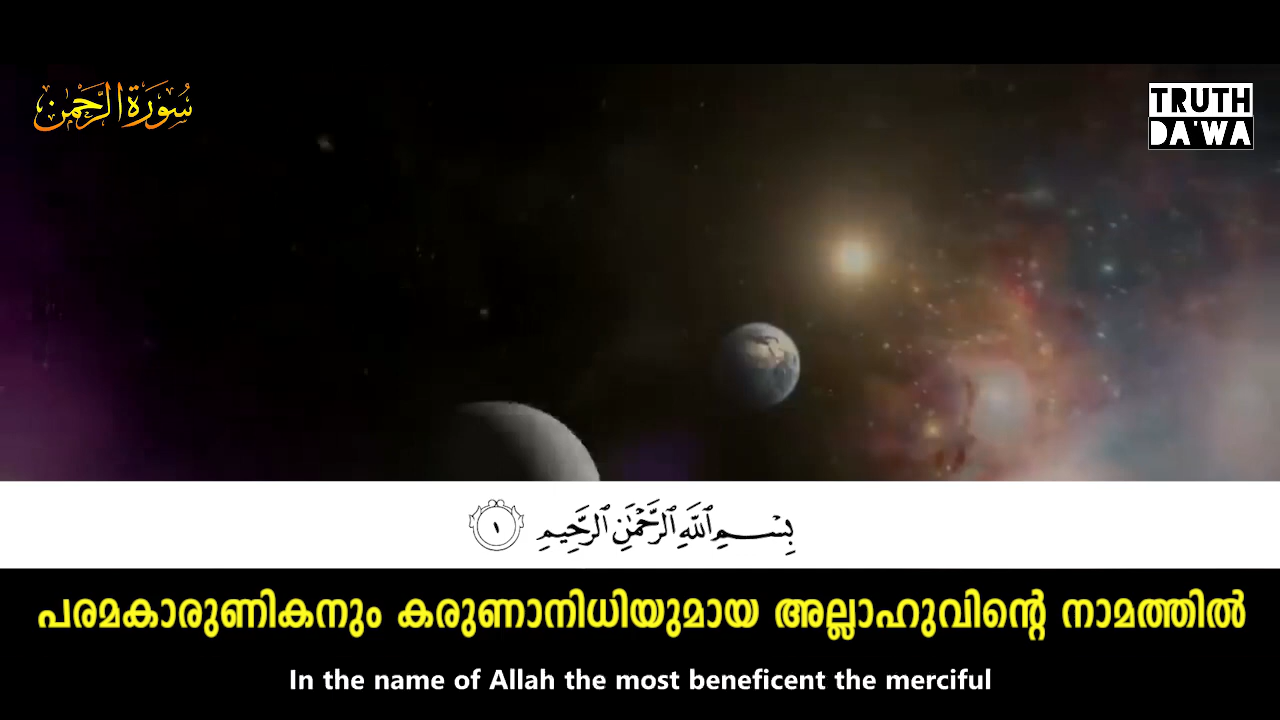 سُورَة الرَّحْمٰن
TRUTH
DA'WA
بِسْمِ ٱللَّهِ ٱلرَّحْمَٰنِ ٱلرَّحِيمِ ١
പരമകാരുണികനും കരുണാനിധിയുമായ അല്ലാഹുവിന്റെ നാമത്തിൽ
In the name of Allah the most beneficent the merciful